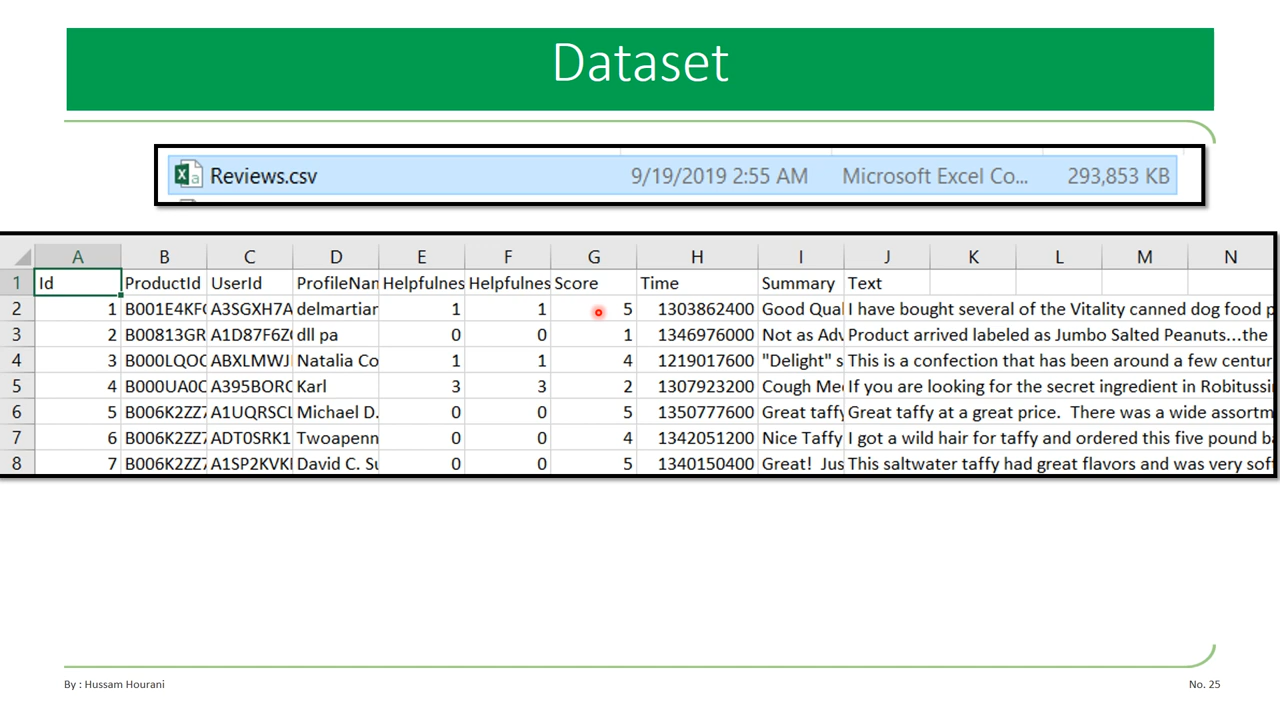 Dataset
Reviews.csv 9/19/2019 2:55 AM Microsoft Excel Co... 293,853 KB
A B C D E F G H I J K L M N
1 Id ProductId UserId ProfileNan Helpfulnes Helpfulnes Score Time Summary Text
2 1 B001E4KF A3SGXH7A delmartian 1 1 5 1303862400 Good Qual I have bought several of the Vitality canned dog food p
3 2 B00813GR A1D87F6Z dll pa 0 0 1 1346976000 Not as Adv Product arrived labeled as Jumbo Salted Peanuts...the
4 3 B000LQOC ABXLMWJ Natalia Co 1 1 4 1219017600 "Delight" s This is a confection that has been around a few centur
5 4 B000UA0C A395BORC Karl 3 3 2 1307923200 Cough Me If you are looking for the secret ingredient in Robitussi
6 5 B006K2ZZ7 A1UQRSCL Michael D. 0 0 5 1350777600 Great taffy Great taffy at a great price. There was a wide assortm
7 6 B006K2ZZ7 ADT0SRK1 Twoapenn 0 0 4 1342051200 Nice Taffy I got a wild hair for taffy and ordered this five pound b
8 7 B006K2ZZ7 A1SP2KVK David C. Su 0 0 5 1340150400 Great! Jus This saltwater taffy had great flavors and was very sof
By : Hussam Hourani
No. 25